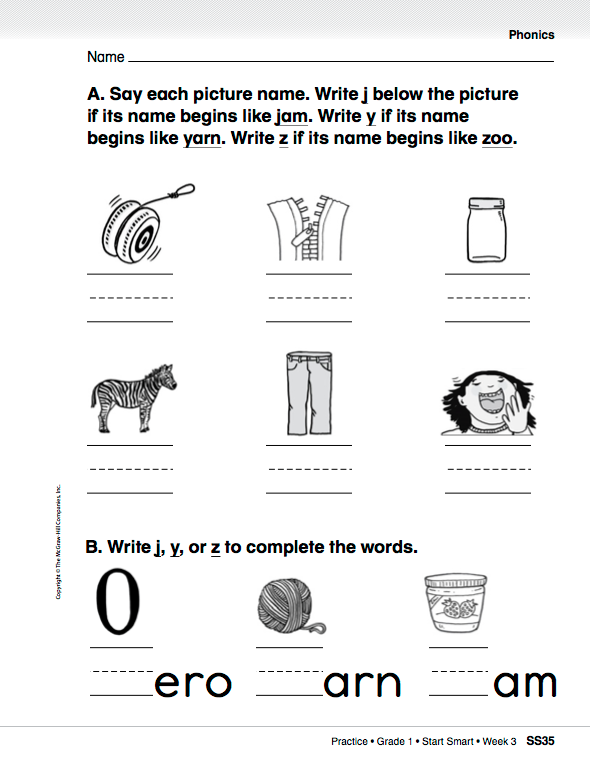 Phonics
Name
A. Say each picture name. Write j below the picture
if its name begins like jam. Write y if its name
begins like yarn. Write z if its name begins like zoo.
B. Write j, y, or z to complete the words.
0
ero arn am
Copyright © The McGraw-Hill Companies, Inc.
Practice • Grade 1 • Start Smart • Week 3 SS35